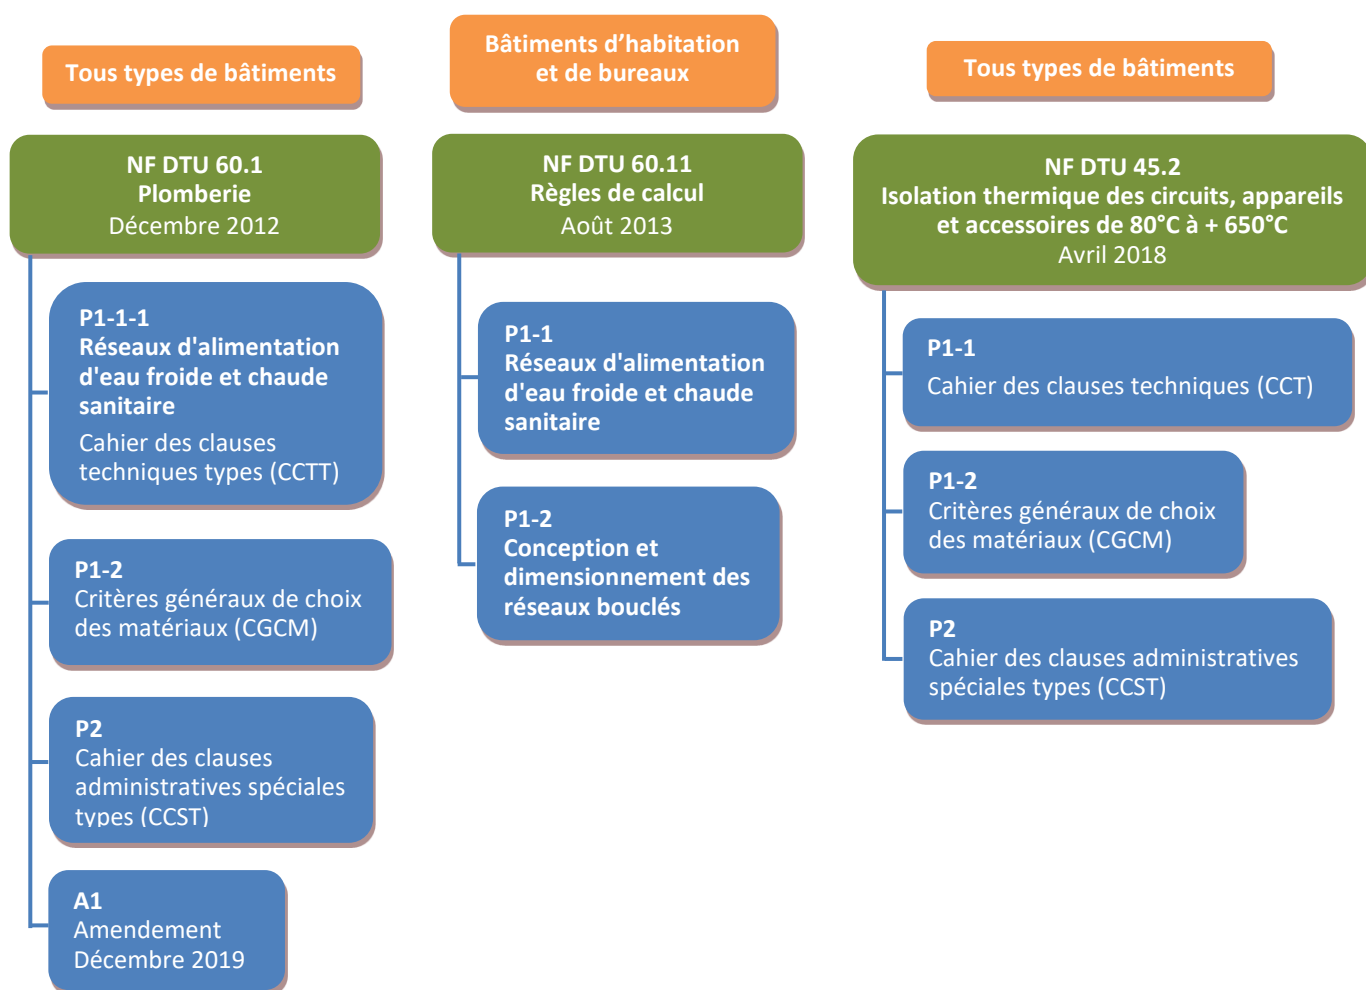 Tous types de bâtiments
NF DTU 60.1
Plomberie
Décembre 2012
P1-1-1
Réseaux d'alimentation
d'eau froide et chaude
sanitaire
Cahier des clauses
techniques types (CCTT)
P1-2
Critères généraux de choix
des matériaux (CGCM)
P2
Cahier des clauses
administratives spéciales
types (CCST)
A1
Amendement
Décembre 2019
Bâtiments d’habitation
et de bureaux
NF DTU 60.11
Règles de calcul
Août 2013
P1-1
Réseaux d'alimentation
d'eau froide et chaude
sanitaire
P1-2
Conception et
dimensionnement des
réseaux bouclés
Tous types de bâtiments
NF DTU 45.2
Isolation thermique des circuits, appareils
et accessoires de 80°C à + 650°C
Avril 2018
P1-1
Cahier des clauses techniques (CCT)
P1-2
Critères généraux de choix
des matériaux (CGCM)
P2
Cahier des clauses administratives
spéciales types (CCST)